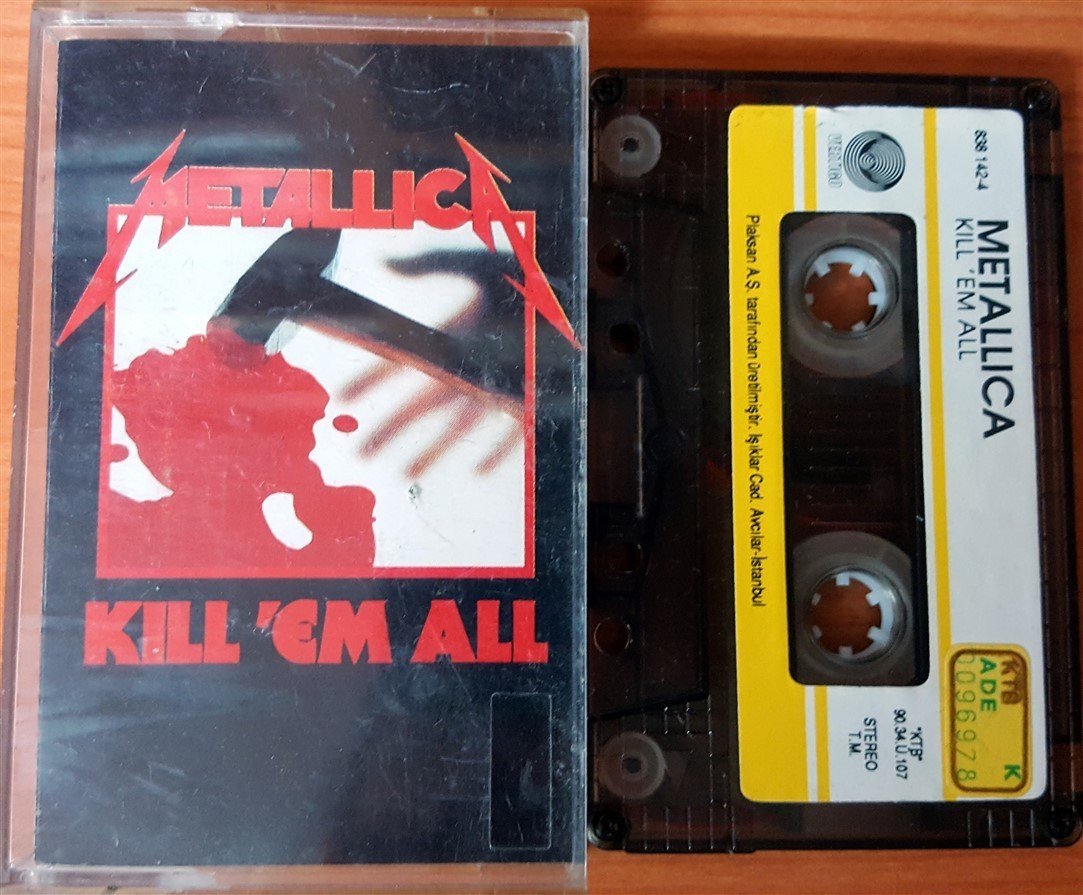 METALLICA
KILL 'EM ALL
VERTIGO
838 142-4
METALLICA
KILL 'EM ALL
Plaksan A.Ş. tarafından üretilmiştir. Işıklar Cad. Avcılar-İstanbul
"KTB"
90.34.Ü.107
STEREO
T.M.
KTB K
ADE
0096978